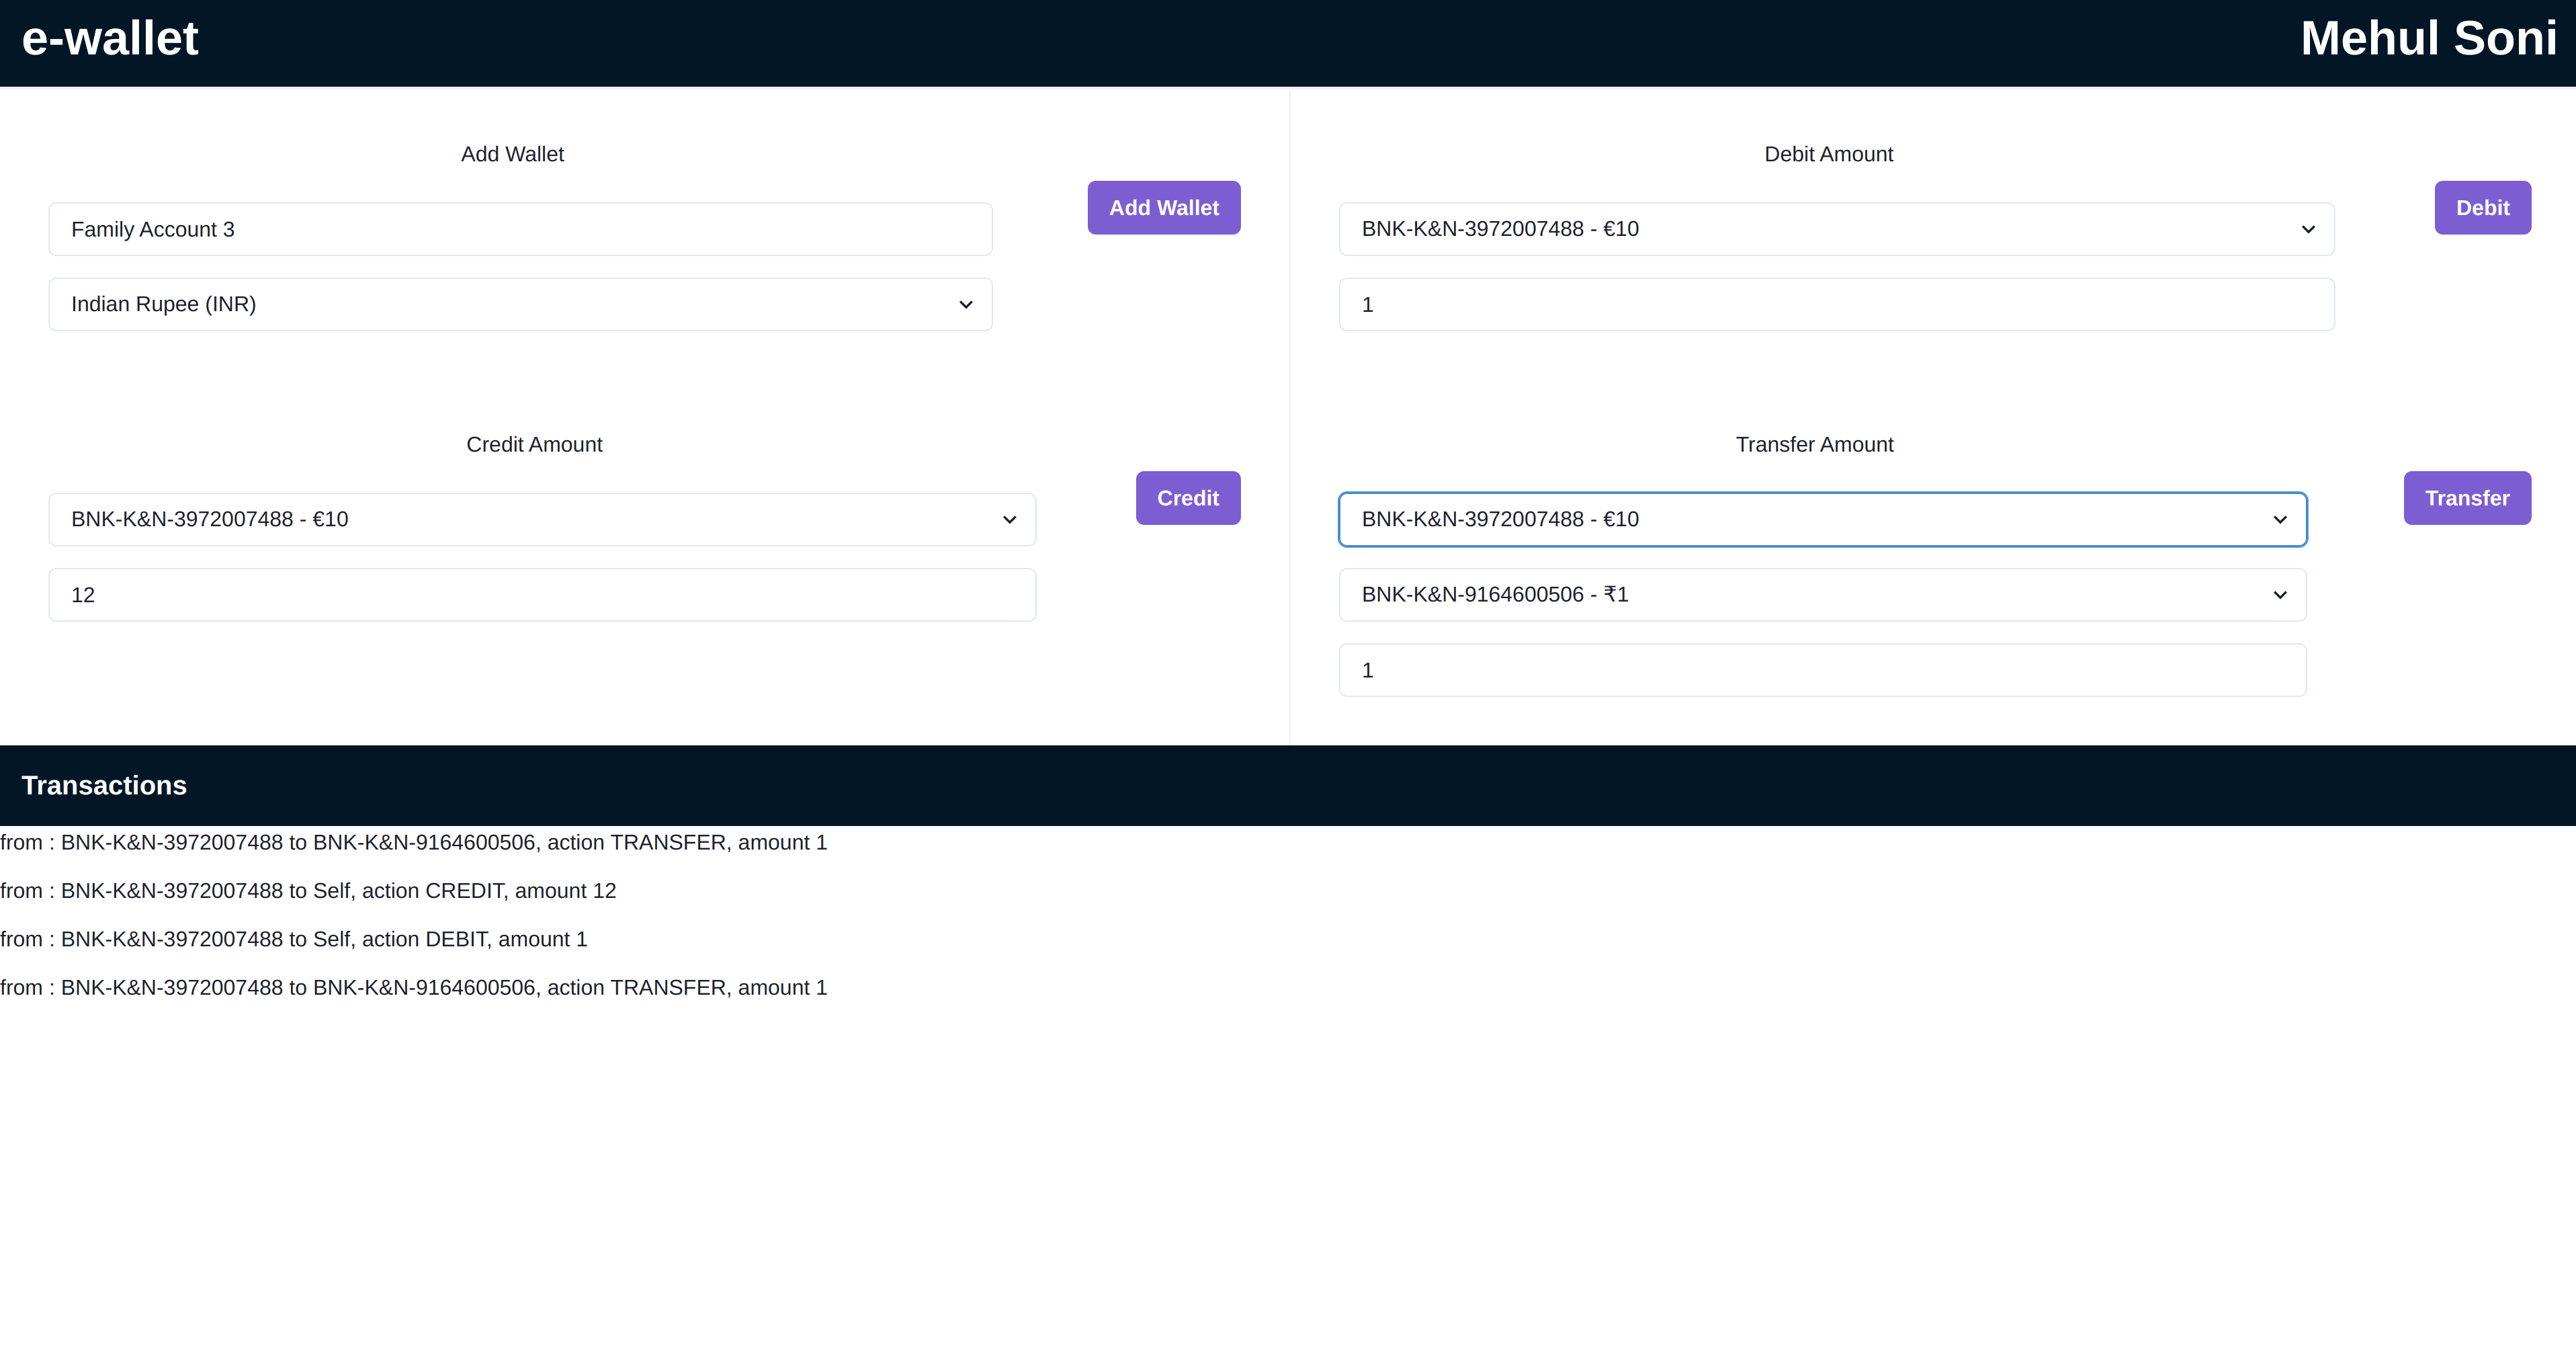 e-wallet
Mehul Soni
Add Wallet
Family Account 3
Indian Rupee (INR)
Add Wallet
Debit Amount
BNK-K&N-3972007488 - €10
1
Debit
Credit Amount
BNK-K&N-3972007488 - €10
12
Credit
Transfer Amount
BNK-K&N-3972007488 - €10
BNK-K&N-9164600506 - ₹1
1
Transfer
Transactions
from : BNK-K&N-3972007488 to BNK-K&N-9164600506, action TRANSFER, amount 1
from : BNK-K&N-3972007488 to Self, action CREDIT, amount 12
from : BNK-K&N-3972007488 to Self, action DEBIT, amount 1
from : BNK-K&N-3972007488 to BNK-K&N-9164600506, action TRANSFER, amount 1